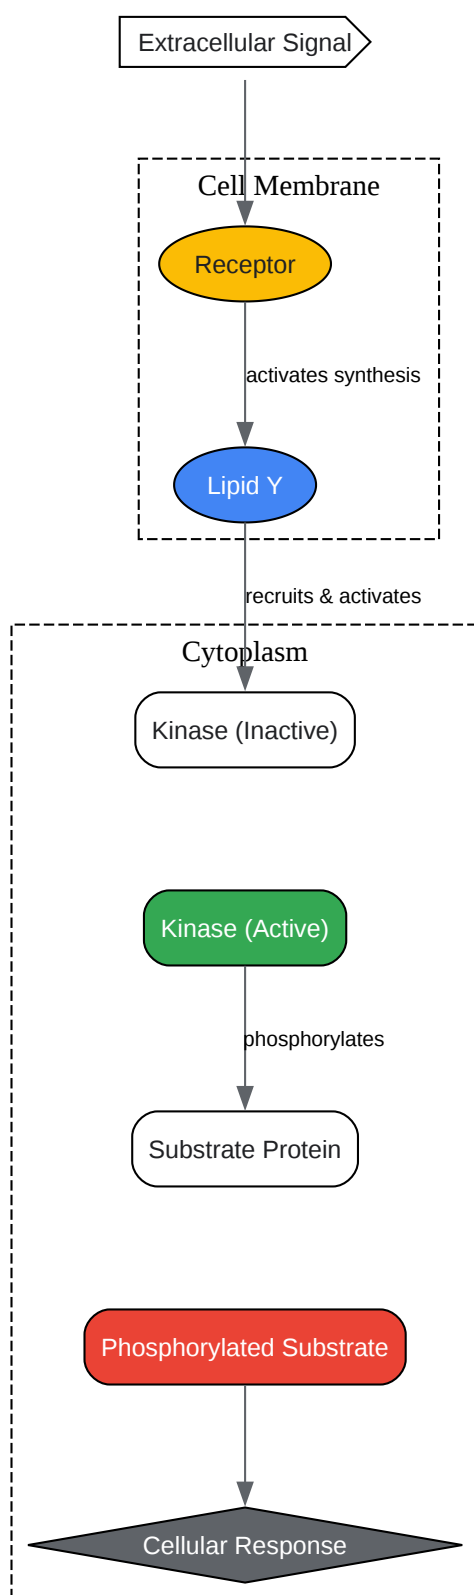 Extracellular Signal
Cell Membrane
Receptor
activates synthesis
Lipid Y
recruits & activates
Cytoplasm
Kinase (Inactive)
Kinase (Active)
phosphorylates
Substrate Protein
Phosphorylated Substrate
Cellular Response